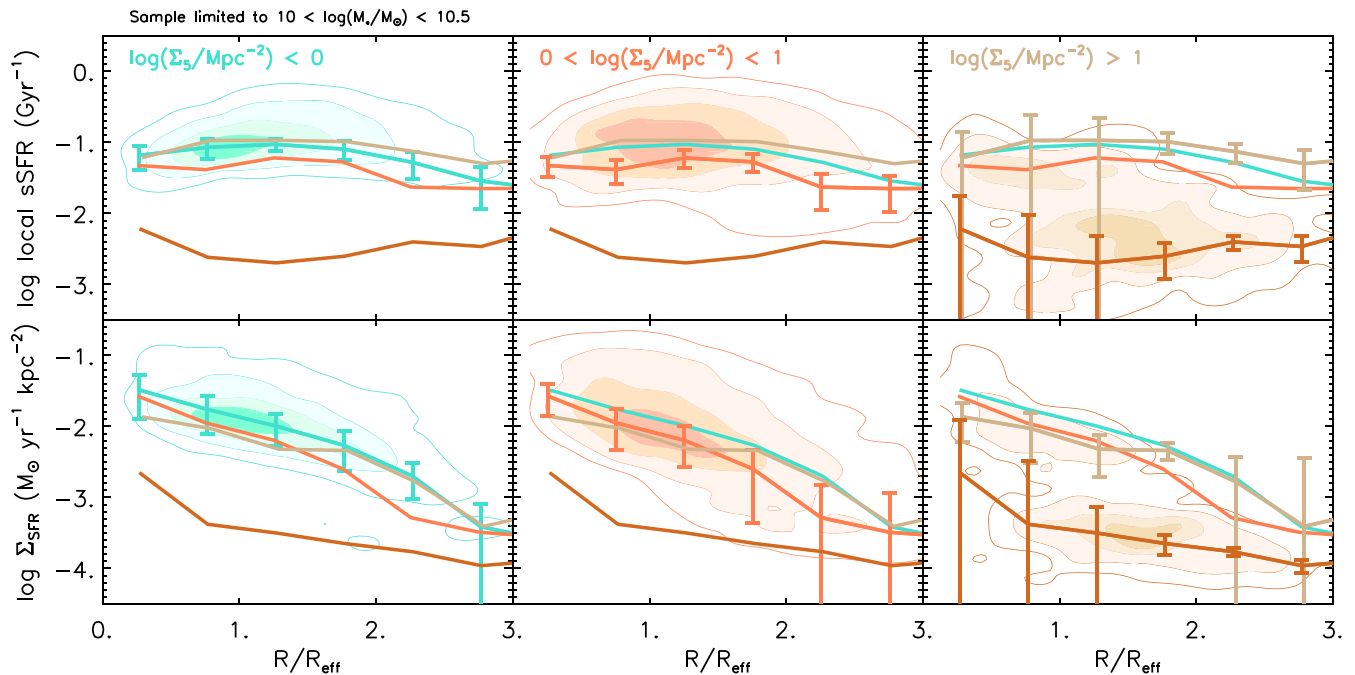 Sample limited to 10 < log(M⋆/M⊙) < 10.5
log(Σ5/Mpc−2) < 0
0 < log(Σ5/Mpc−2) < 1
log(Σ5/Mpc−2) > 1
log local sSFR (Gyr−1)
0.
−1.
−2.
−3.
log ΣSFR (M⊙ yr−1 kpc−2)
−1.
−2.
−3.
−4.
0. 1. 2. 3. 1. 2. 3. 1. 2. 3.
R/Reff R/Reff R/Reff